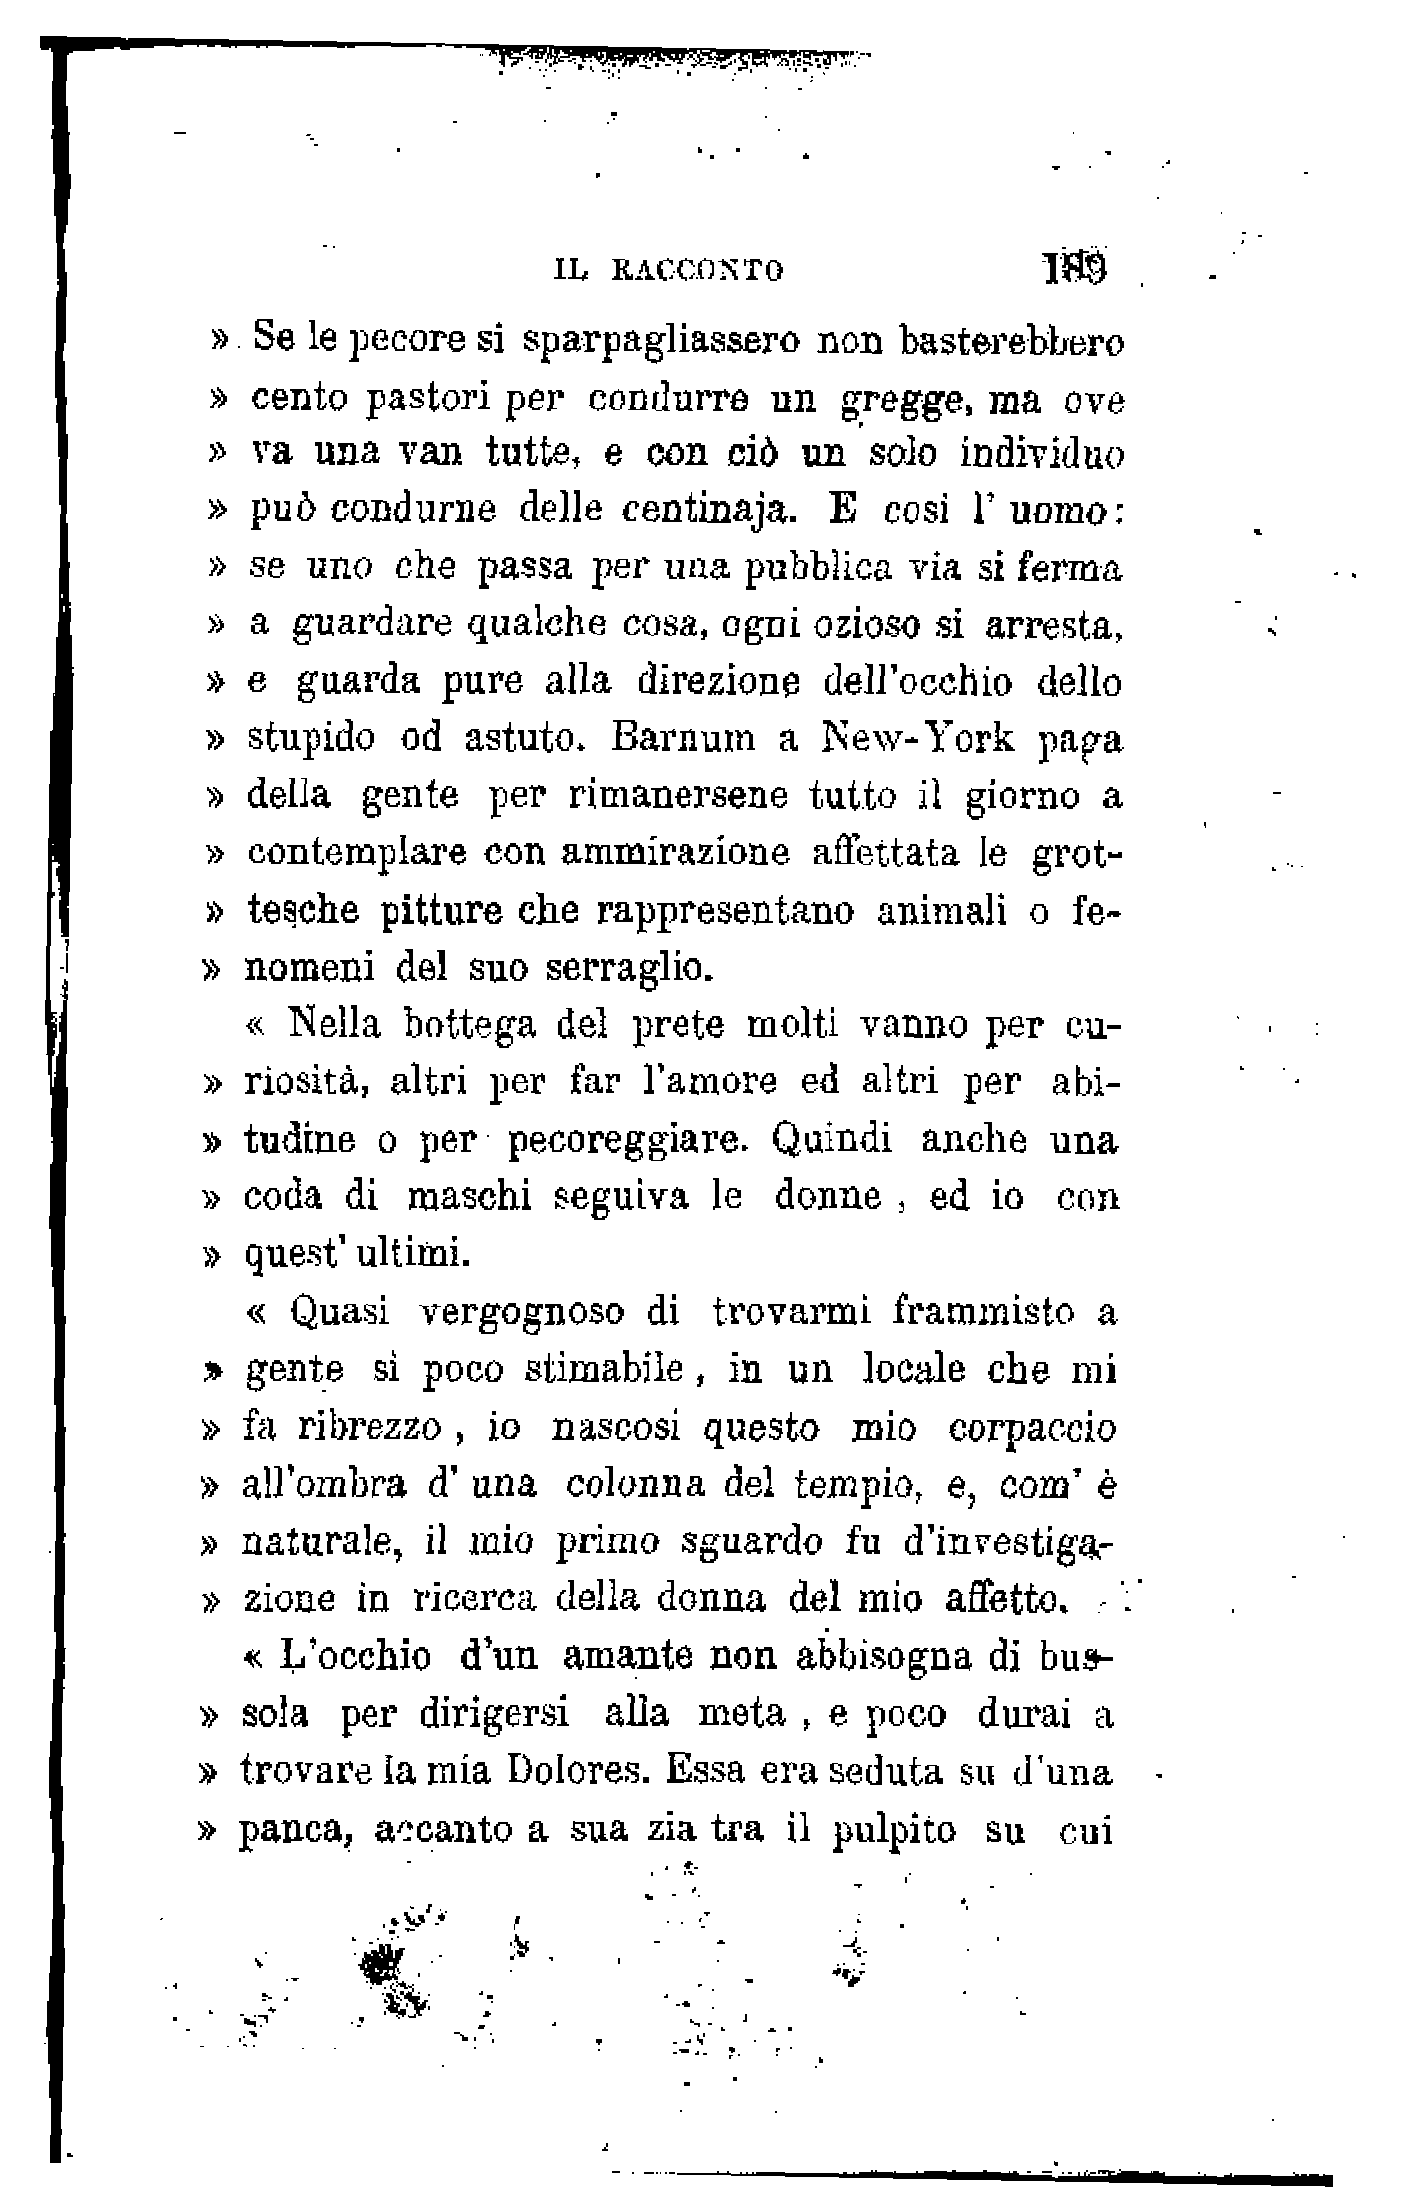 IL RACCONTO 189
» Se le pecore si sparpagliassero non basterebbero
» cento pastori per condurre un gregge, ma ove
» va una van tutte, e con ciò un solo individuo
» può condurne delle centinaja. E cosi l' uomo:
» se uno che passa per una pubblica via si ferma
» a guardare qualche cosa, ogni ozioso si arresta,
» e guarda pure alla direzione dell'occhio dello
» stupido od astuto. Barnum a New-York paga
» della gente per rimanersene tutto il giorno a
» contemplare con ammirazione affettata le grot-
» tesche pitture che rappresentano animali o fe-
» nomeni del suo serraglio.
« Nella bottega del prete molti vanno per cu-
» riosità, altri per far l'amore ed altri per abi-
» tudine o per pecoreggiare. Quindi anche una
» coda di maschi seguiva le donne , ed io con
» quest' ultimi.
« Quasi vergognoso di trovarmi frammisto a
» gente sì poco stimabile , in un locale che mi
» fa ribrezzo , io nascosi questo mio corpaccio
» all'ombra d' una colonna del tempio, e, com' è
» naturale, il mio primo sguardo fu d'investiga-
» zione in ricerca della donna del mio affetto.
« L'occhio d'un amante non abbisogna di bus-
» sola per dirigersi alla meta , e poco durai a
» trovare la mia Dolores. Essa era seduta su d'una
» panca, accanto a sua zia tra il pulpito su cui